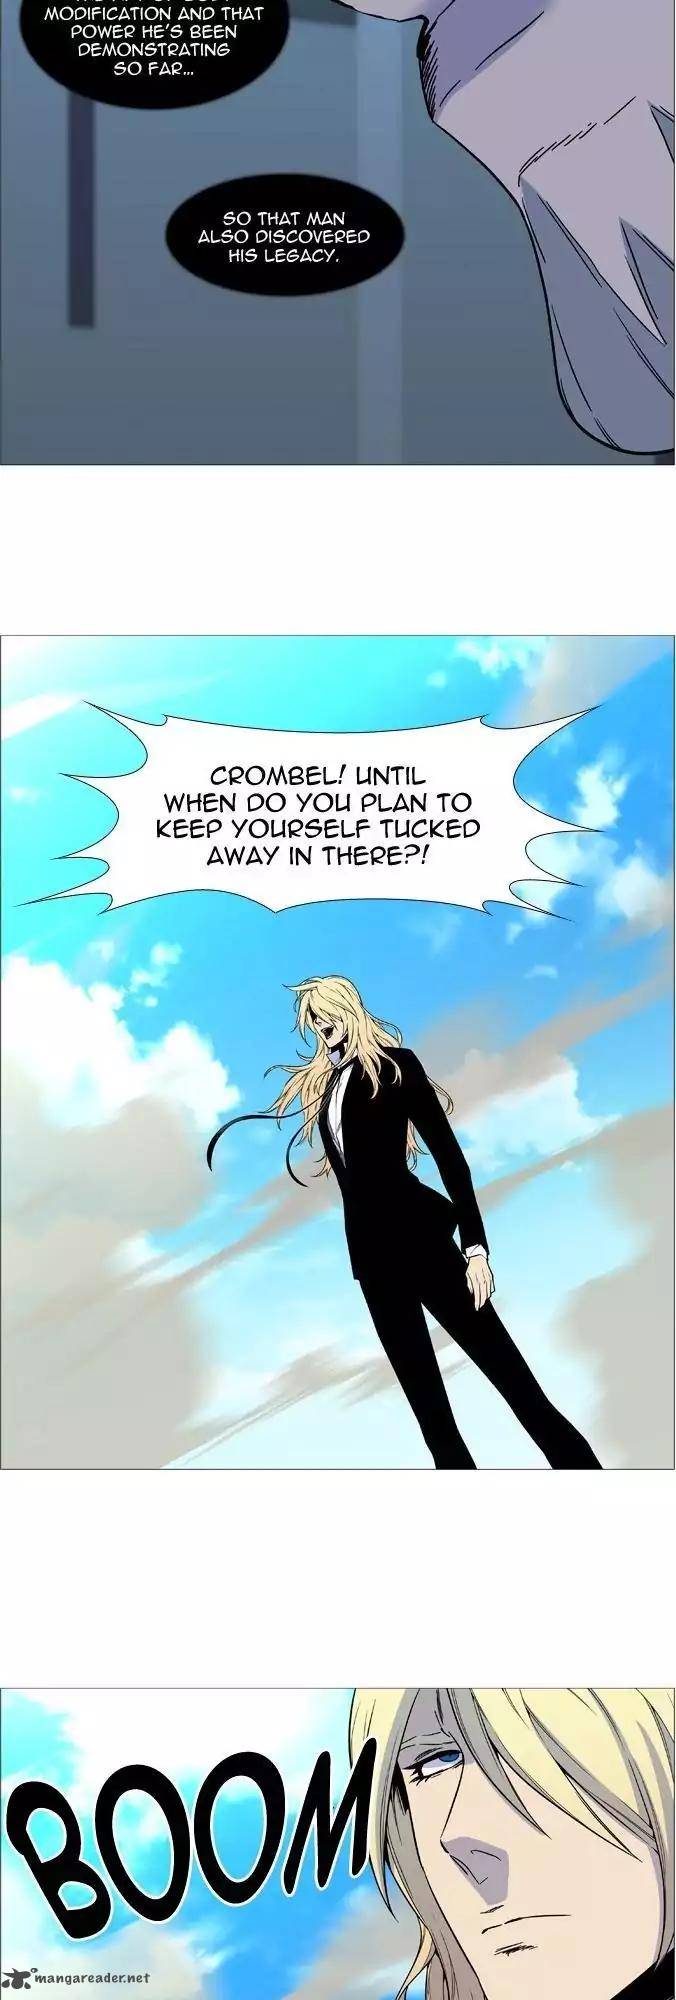 MODIFICATION AND THAT
POWER HE'S BEEN
DEMONSTRATING
SO FAR...
SO THAT MAN
ALSO DISCOVERED
HIS LEGACY.
CROMBEL! UNTIL
WHEN DO YOU PLAN TO
KEEP YOURSELF TUCKED
AWAY IN THERE?!
BOOM
mangareader.net